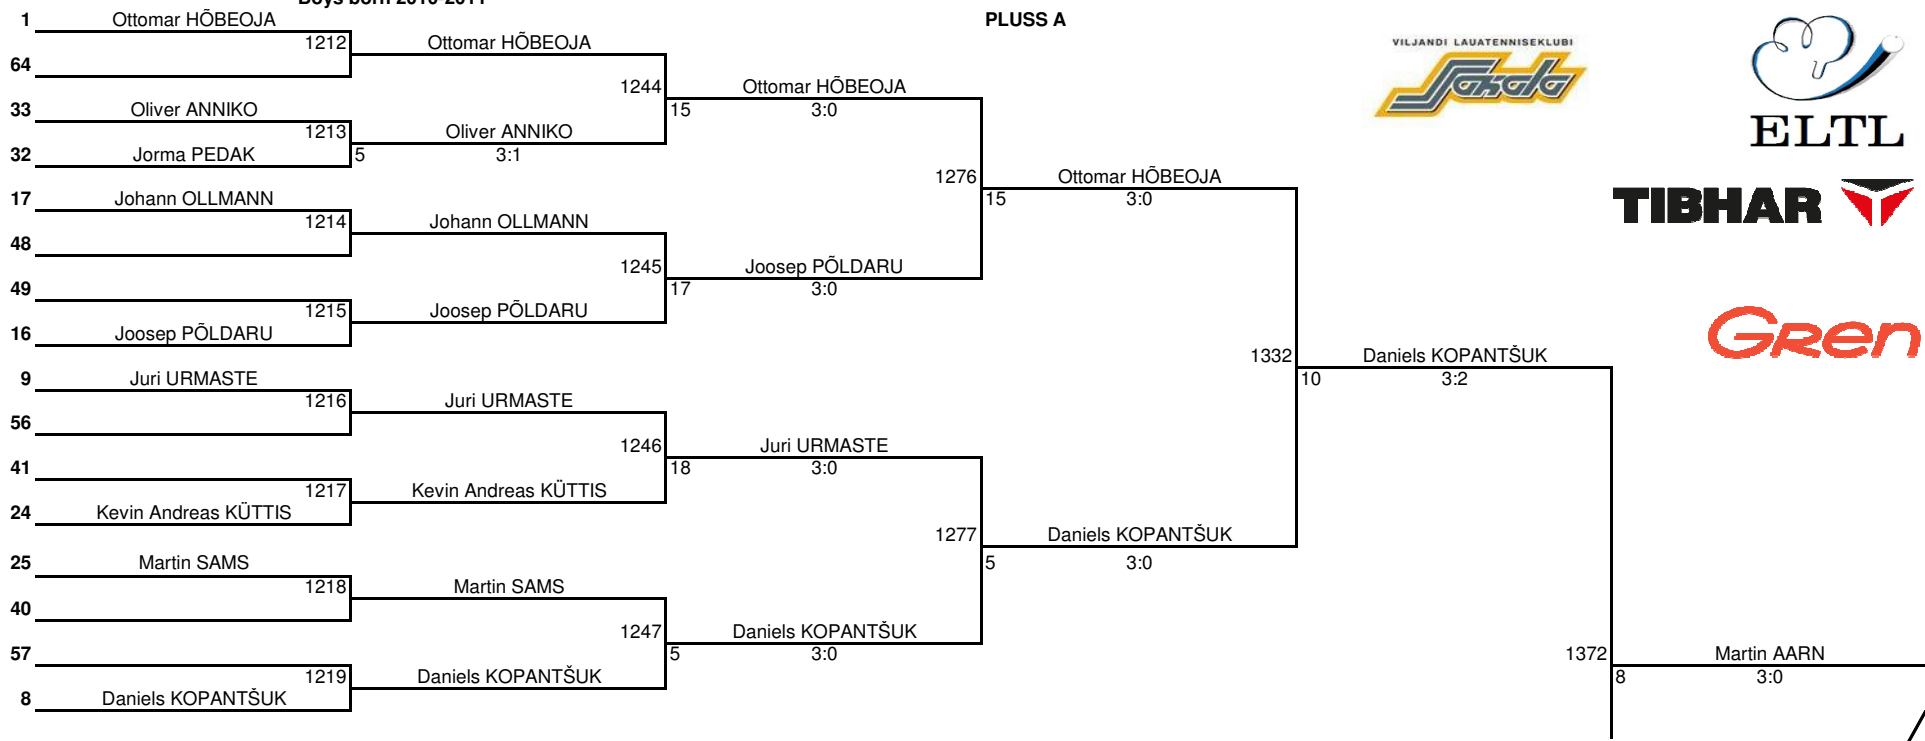 PLUSS A
VILJANDI LAUATENNISEKLUBI
Sakala
ELTL
TIBHAR
Gren
1 Ottomar HÕBEOJA
1212 Ottomar HÕBEOJA
64
1244 Ottomar HÕBEOJA
15 3:0
33 Oliver ANNIKO
1213 Oliver ANNIKO
5 3:1
32 Jorma PEDAK
1276 Ottomar HÕBEOJA
15 3:0
17 Johann OLLMANN
1214 Johann OLLMANN
48
1245 Joosep PÕLDARU
17 3:0
49
1215 Joosep PÕLDARU
16 Joosep PÕLDARU
1332 Daniels KOPANTŠUK
10 3:2
9 Juri URMASTE
1216 Juri URMASTE
56
1246 Juri URMASTE
18 3:0
41
1217 Kevin Andreas KÜTTIS
24 Kevin Andreas KÜTTIS
1277 Daniels KOPANTŠUK
5 3:0
25 Martin SAMS
1218 Martin SAMS
40
1247 Daniels KOPANTŠUK
5 3:0
57
1219 Daniels KOPANTŠUK
8 Daniels KOPANTŠUK
1372 Martin AARN
8 3:0